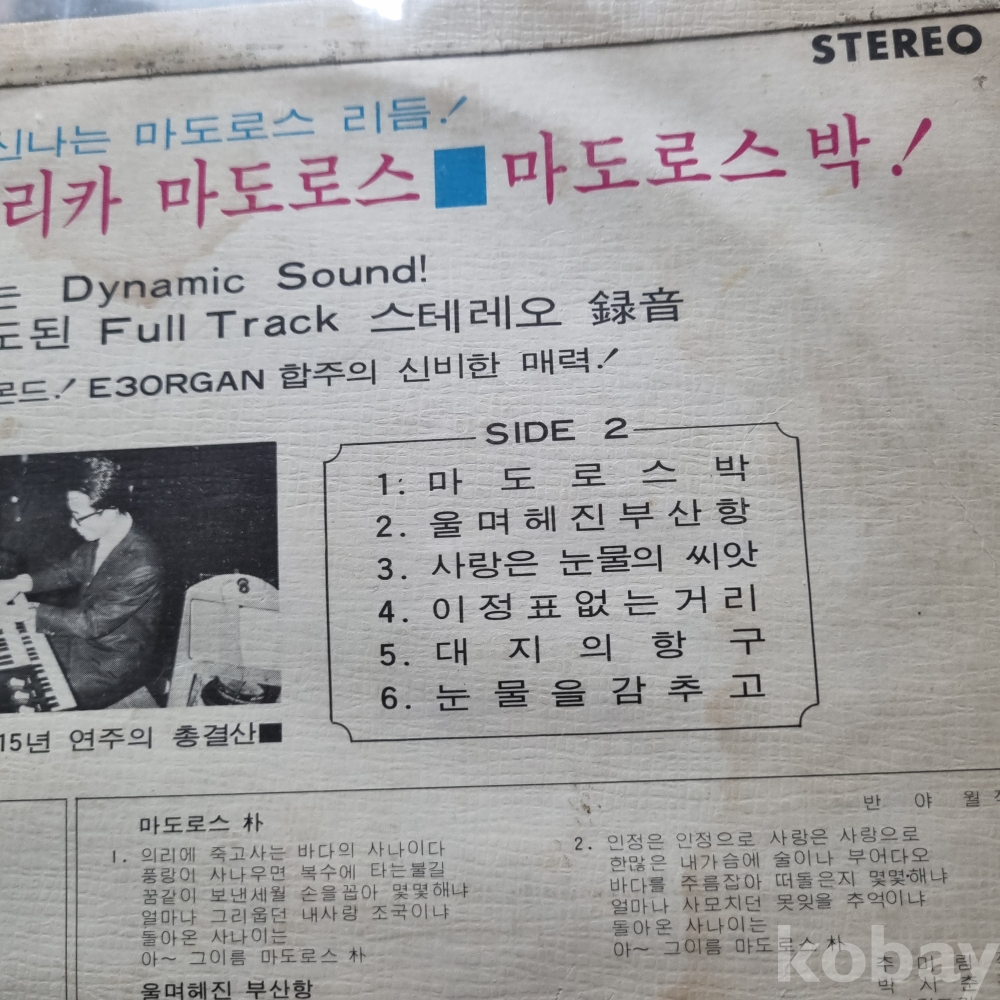 STEREO
신나는 마도로스 리듬!
리카 마도로스■마도로스 박!
는 Dynamic Sound!
도된 Full Track 스테레오 録音
몬드! E3ORGAN 합주의 신비한 매력!
SIDE 2
1: 마도로스박
2. 울며헤진부산항
3. 사랑은 눈물의 씨앗
4. 이정표없는거리
5. 대지의항구
6. 눈물을감추고
8
15년 연주의 총결산■
반야월
마도로스 朴
1. 의리에 죽고사는 바다의 사나이다
풍랑이 사나우면 복수에 타는불길
꿈같이 보낸세월 손을꼽아 몇몇해냐
얼마나 그리웁던 내사랑 조국이냐
돌아온 사나이는
아~ 그이름 마도로스 朴
2. 인정은 인정으로 사랑은 사랑으로
한많은 내가슴에 술이나 부어다오
바다를 주름잡아 떠돌은지 몇몇해냐
얼마나 사모치던 못잊을 추억이냐
돌아온 사나이는
아~ 그이름 마도로스 朴
울며헤진 부산항
박시춘
kobay